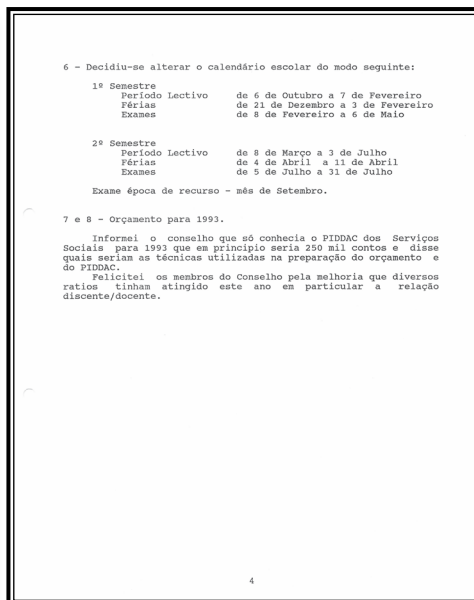 6 - Decidiu-se alterar o calendário escolar do modo seguinte:
1º Semestre
Período Lectivo de 6 de Outubro a 7 de Fevereiro
Férias de 21 de Dezembro a 3 de Fevereiro
Exames de 8 de Fevereiro a 6 de Maio
2º Semestre
Período Lectivo de 8 de Março a 3 de Julho
Férias de 4 de Abril a 11 de Abril
Exames de 5 de Julho a 31 de Julho
Exame época de recurso - mês de Setembro.
7 e 8 - Orçamento para 1993.
Informei o conselho que só conhecia o PIDDAC dos Serviços
Sociais para 1993 que em princípio seria 250 mil contos e disse
quais seriam as técnicas utilizadas na preparação do orçamento e
do PIDDAC.
Felicitei os membros do Conselho pela melhoria que diversos
ratios tinham atingido este ano em particular a relação
discente/docente.
4